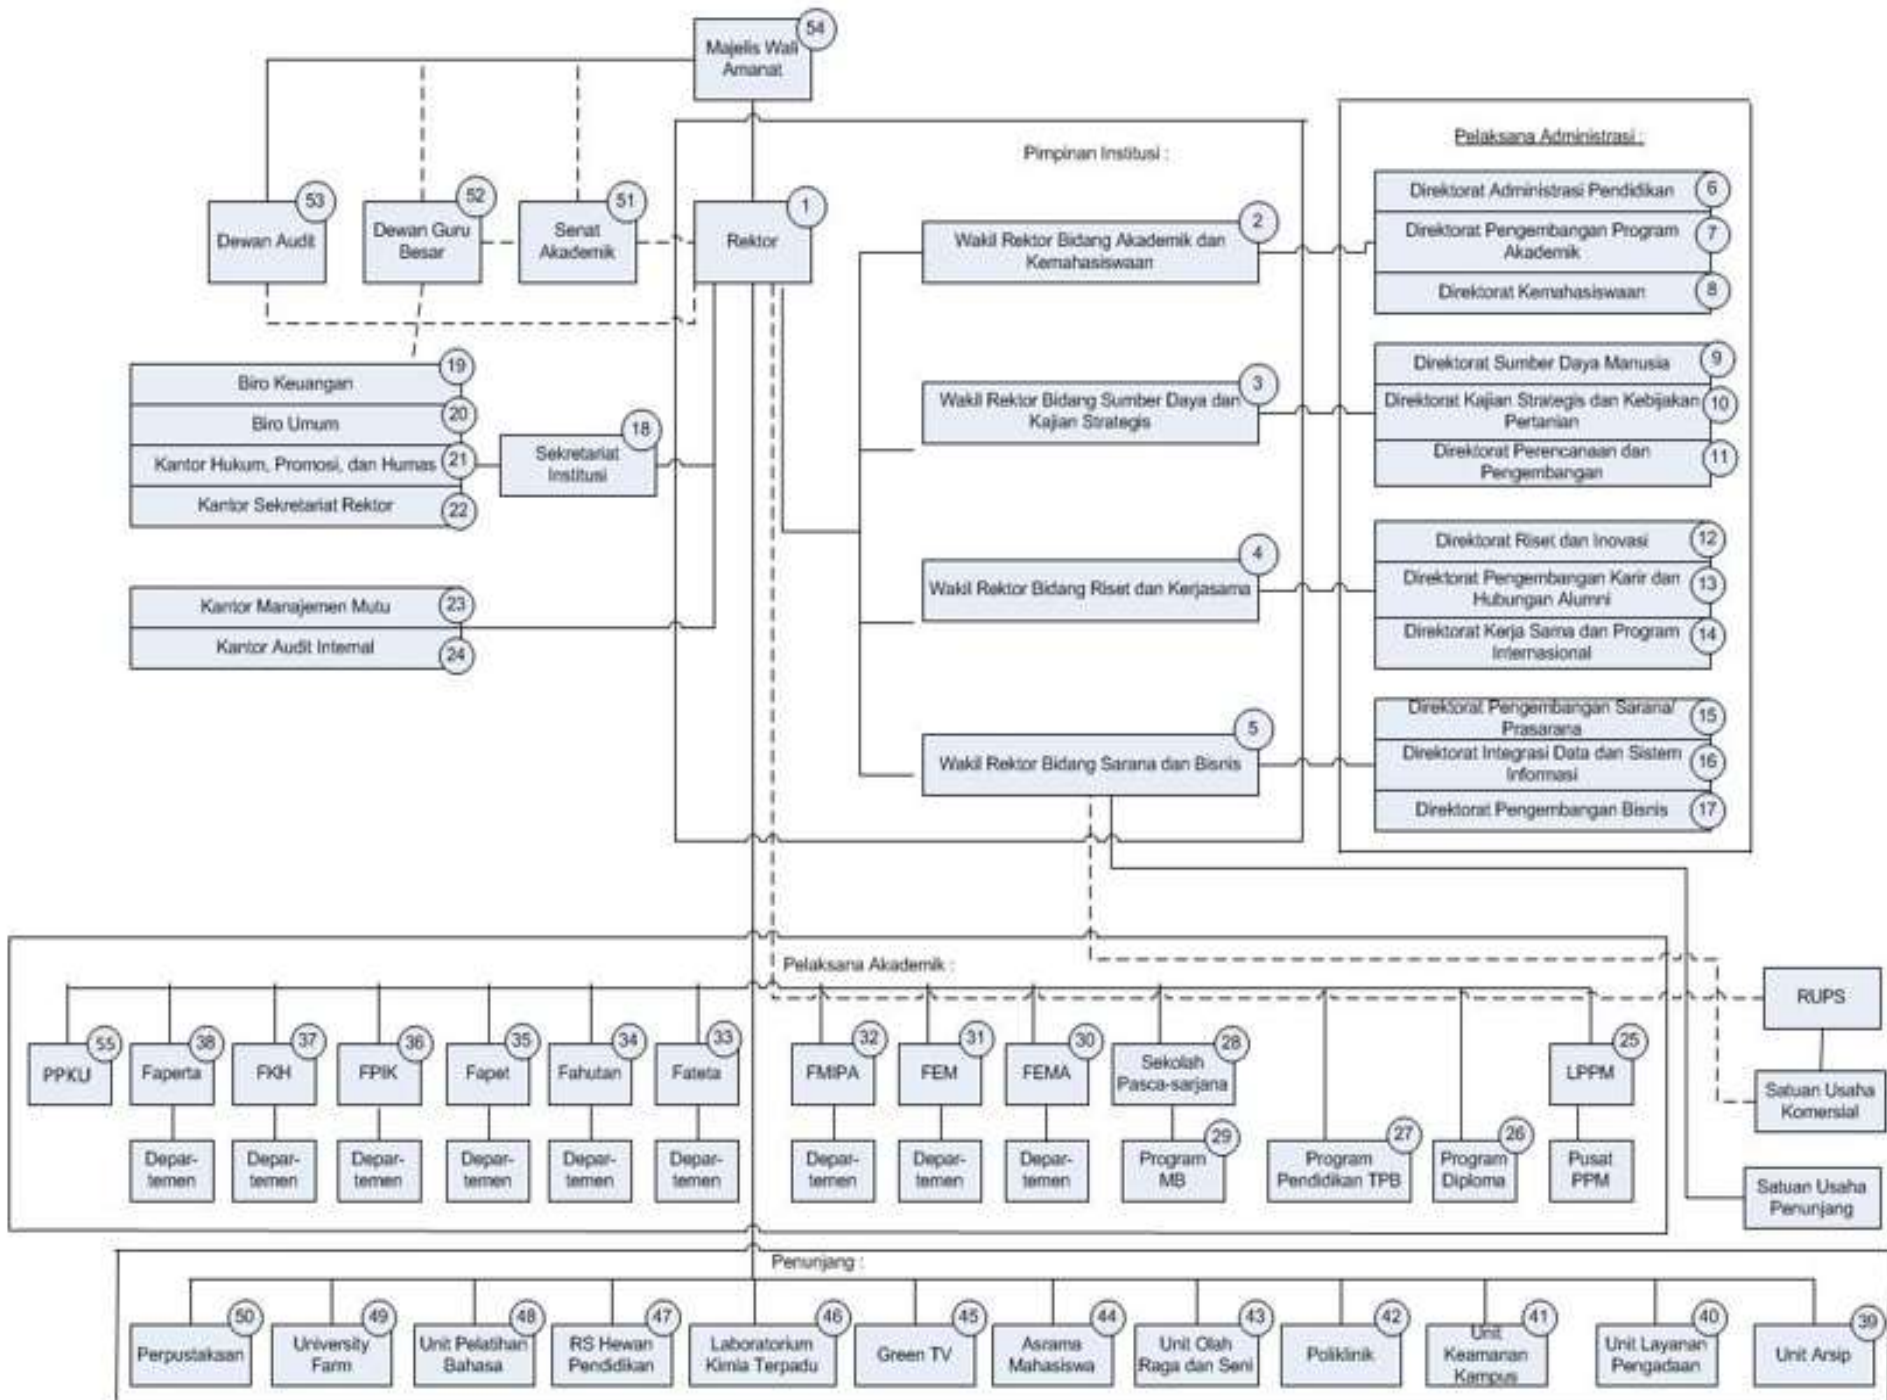 54
Majelis Wali
Amanat
Pimpinan Institusi :
Pelaksana Administrasi :
53
Dewan Audit
52
Dewan Guru
Besar
51
Senat
Akademik
1
Rektor
2
Wakil Rektor Bidang Akademik dan
Kemahasiswaan
Direktorat Administrasi Pendidikan
6
Direktorat Pengembangan Program
Akademik
7
Direktorat Kemahasiswaan
8
3
Wakil Rektor Bidang Sumber Daya dan
Kajian Strategis
Direktorat Sumber Daya Manusia
9
Direktorat Kajian Strategis dan Kebijakan
Pertanian
10
Direktorat Perencanaan dan
Pengembangan
11
4
Wakil Rektor Bidang Riset dan Kerjasama
Direktorat Riset dan Inovasi
12
Direktorat Pengembangan Karir dan
Hubungan Alumni
13
Direktorat Kerja Sama dan Program
Internasional
14
5
Wakil Rektor Bidang Sarana dan Bisnis
Direktorat Pengembangan Sarana/
Prasarana
15
Direktorat Integrasi Data dan Sistem
Informasi
16
Direktorat Pengembangan Bisnis
17
Biro Keuangan
19
Biro Umum
20
Kantor Hukum, Promosi, dan Humas
21
Kantor Sekretariat Rektor
22
18
Sekretariat
Institusi
Kantor Manajemen Mutu
23
Kantor Audit Internal
24
Pelaksana Akademik :
55
PPKU
38
Faperta
37
FKH
36
FPIK
35
Fapet
34
Fahutan
33
Fateta
32
FMIPA
31
FEM
30
FEMA
28
Sekolah
Pasca-sarjana
25
LPPM
Depar-
temen
Depar-
temen
Depar-
temen
Depar-
temen
Depar-
temen
Depar-
temen
Depar-
temen
Depar-
temen
Depar-
temen
29
Program
MB
27
Program
Pendidikan TPB
26
Program
Diploma
Pusat
PPM
RUPS
Satuan Usaha
Komersial
Satuan Usaha
Penunjang
Penunjang :
50
Perpustakaan
49
University
Farm
48
Unit Pelatihan
Bahasa
47
RS Hewan
Pendidikan
46
Laboratorium
Kimia Terpadu
45
Green TV
44
Asrama
Mahasiswa
43
Unit Olah
Raga dan Seni
42
Poliklinik
41
Unit
Keamanan
Kampus
40
Unit Layanan
Pengadaan
39
Unit Arsip